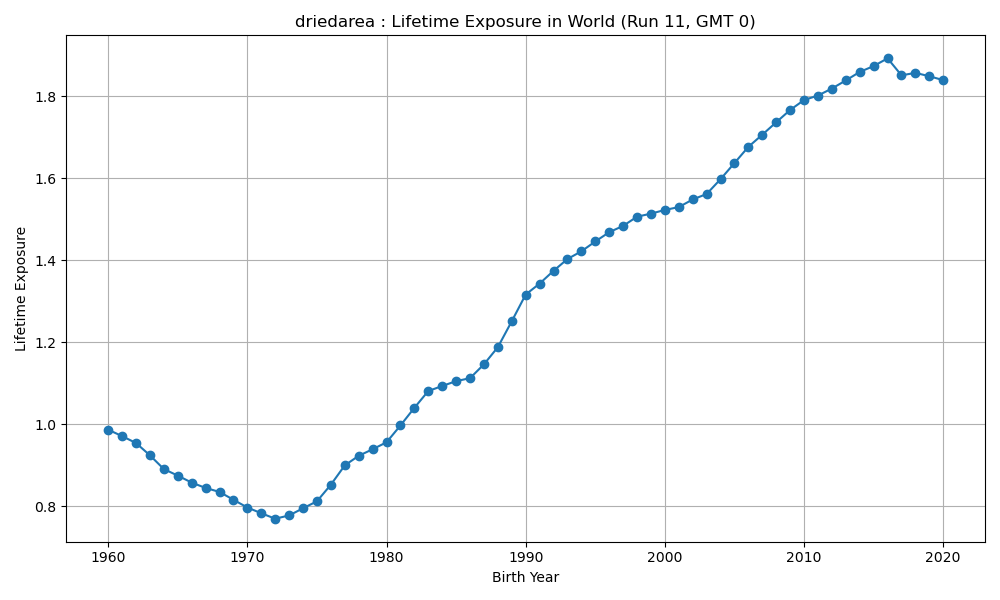 driedarea : Lifetime Exposure in World (Run 11, GMT 0)
Lifetime Exposure
1.8
1.6
1.4
1.2
1.0
0.8
1960 1970 1980 1990 2000 2010 2020
Birth Year